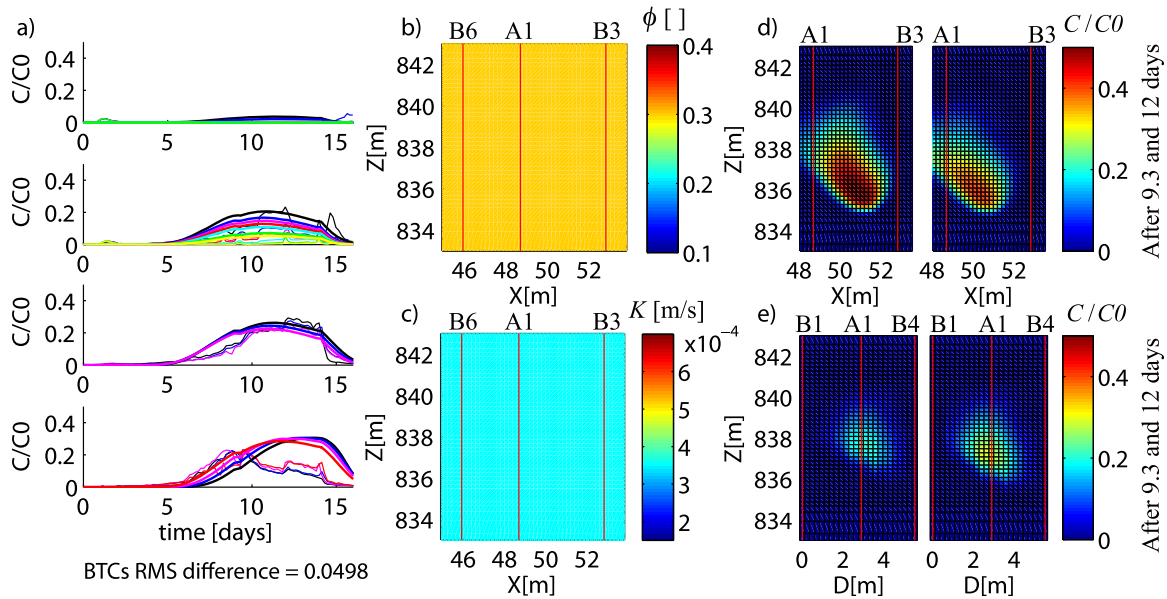 a)
C/C0
0.4
0.2
0
0 5 10 15
C/C0
0.4
0.2
0
0 5 10 15
C/C0
0.4
0.2
0
0 5 10 15
C/C0
0.4
0.2
0
0 5 10 15
time [days]
BTCs RMS difference = 0.0498
b)
B6 A1 B3
ϕ [ ]
Z[m]
842
840
838
836
834
46 48 50 52
X[m]
0.4
0.3
0.2
0.1
c)
B6 A1 B3
K [m/s]
Z[m]
842
840
838
836
834
46 48 50 52
X[m]
x10⁻⁴
6
5
4
3
2
d)
A1 B3 A1 B3
C/C0
Z[m]
842
840
838
836
834
48 50 52 48 50 52
X[m] X[m]
0.4
0.2
0
After 9.3 and 12 days
e)
B1 A1 B4 B1 A1 B4
C/C0
Z[m]
842
840
838
836
834
0 2 4 0 2 4
D[m] D[m]
0.4
0.2
0
After 9.3 and 12 days